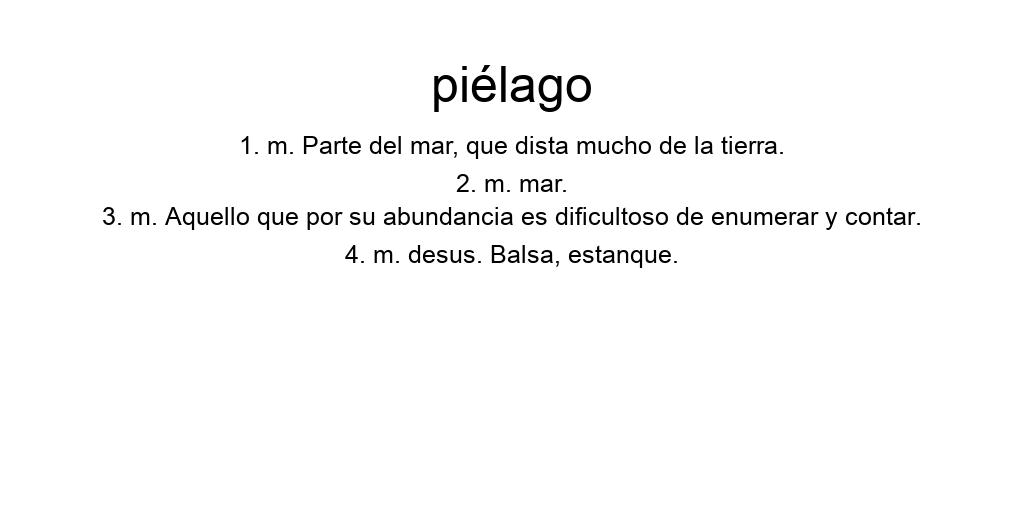 piélago
1. m. Parte del mar, que dista mucho de la tierra.
2. m. mar.
3. m. Aquello que por su abundancia es dificultoso de enumerar y contar.
4. m. desus. Balsa, estanque.